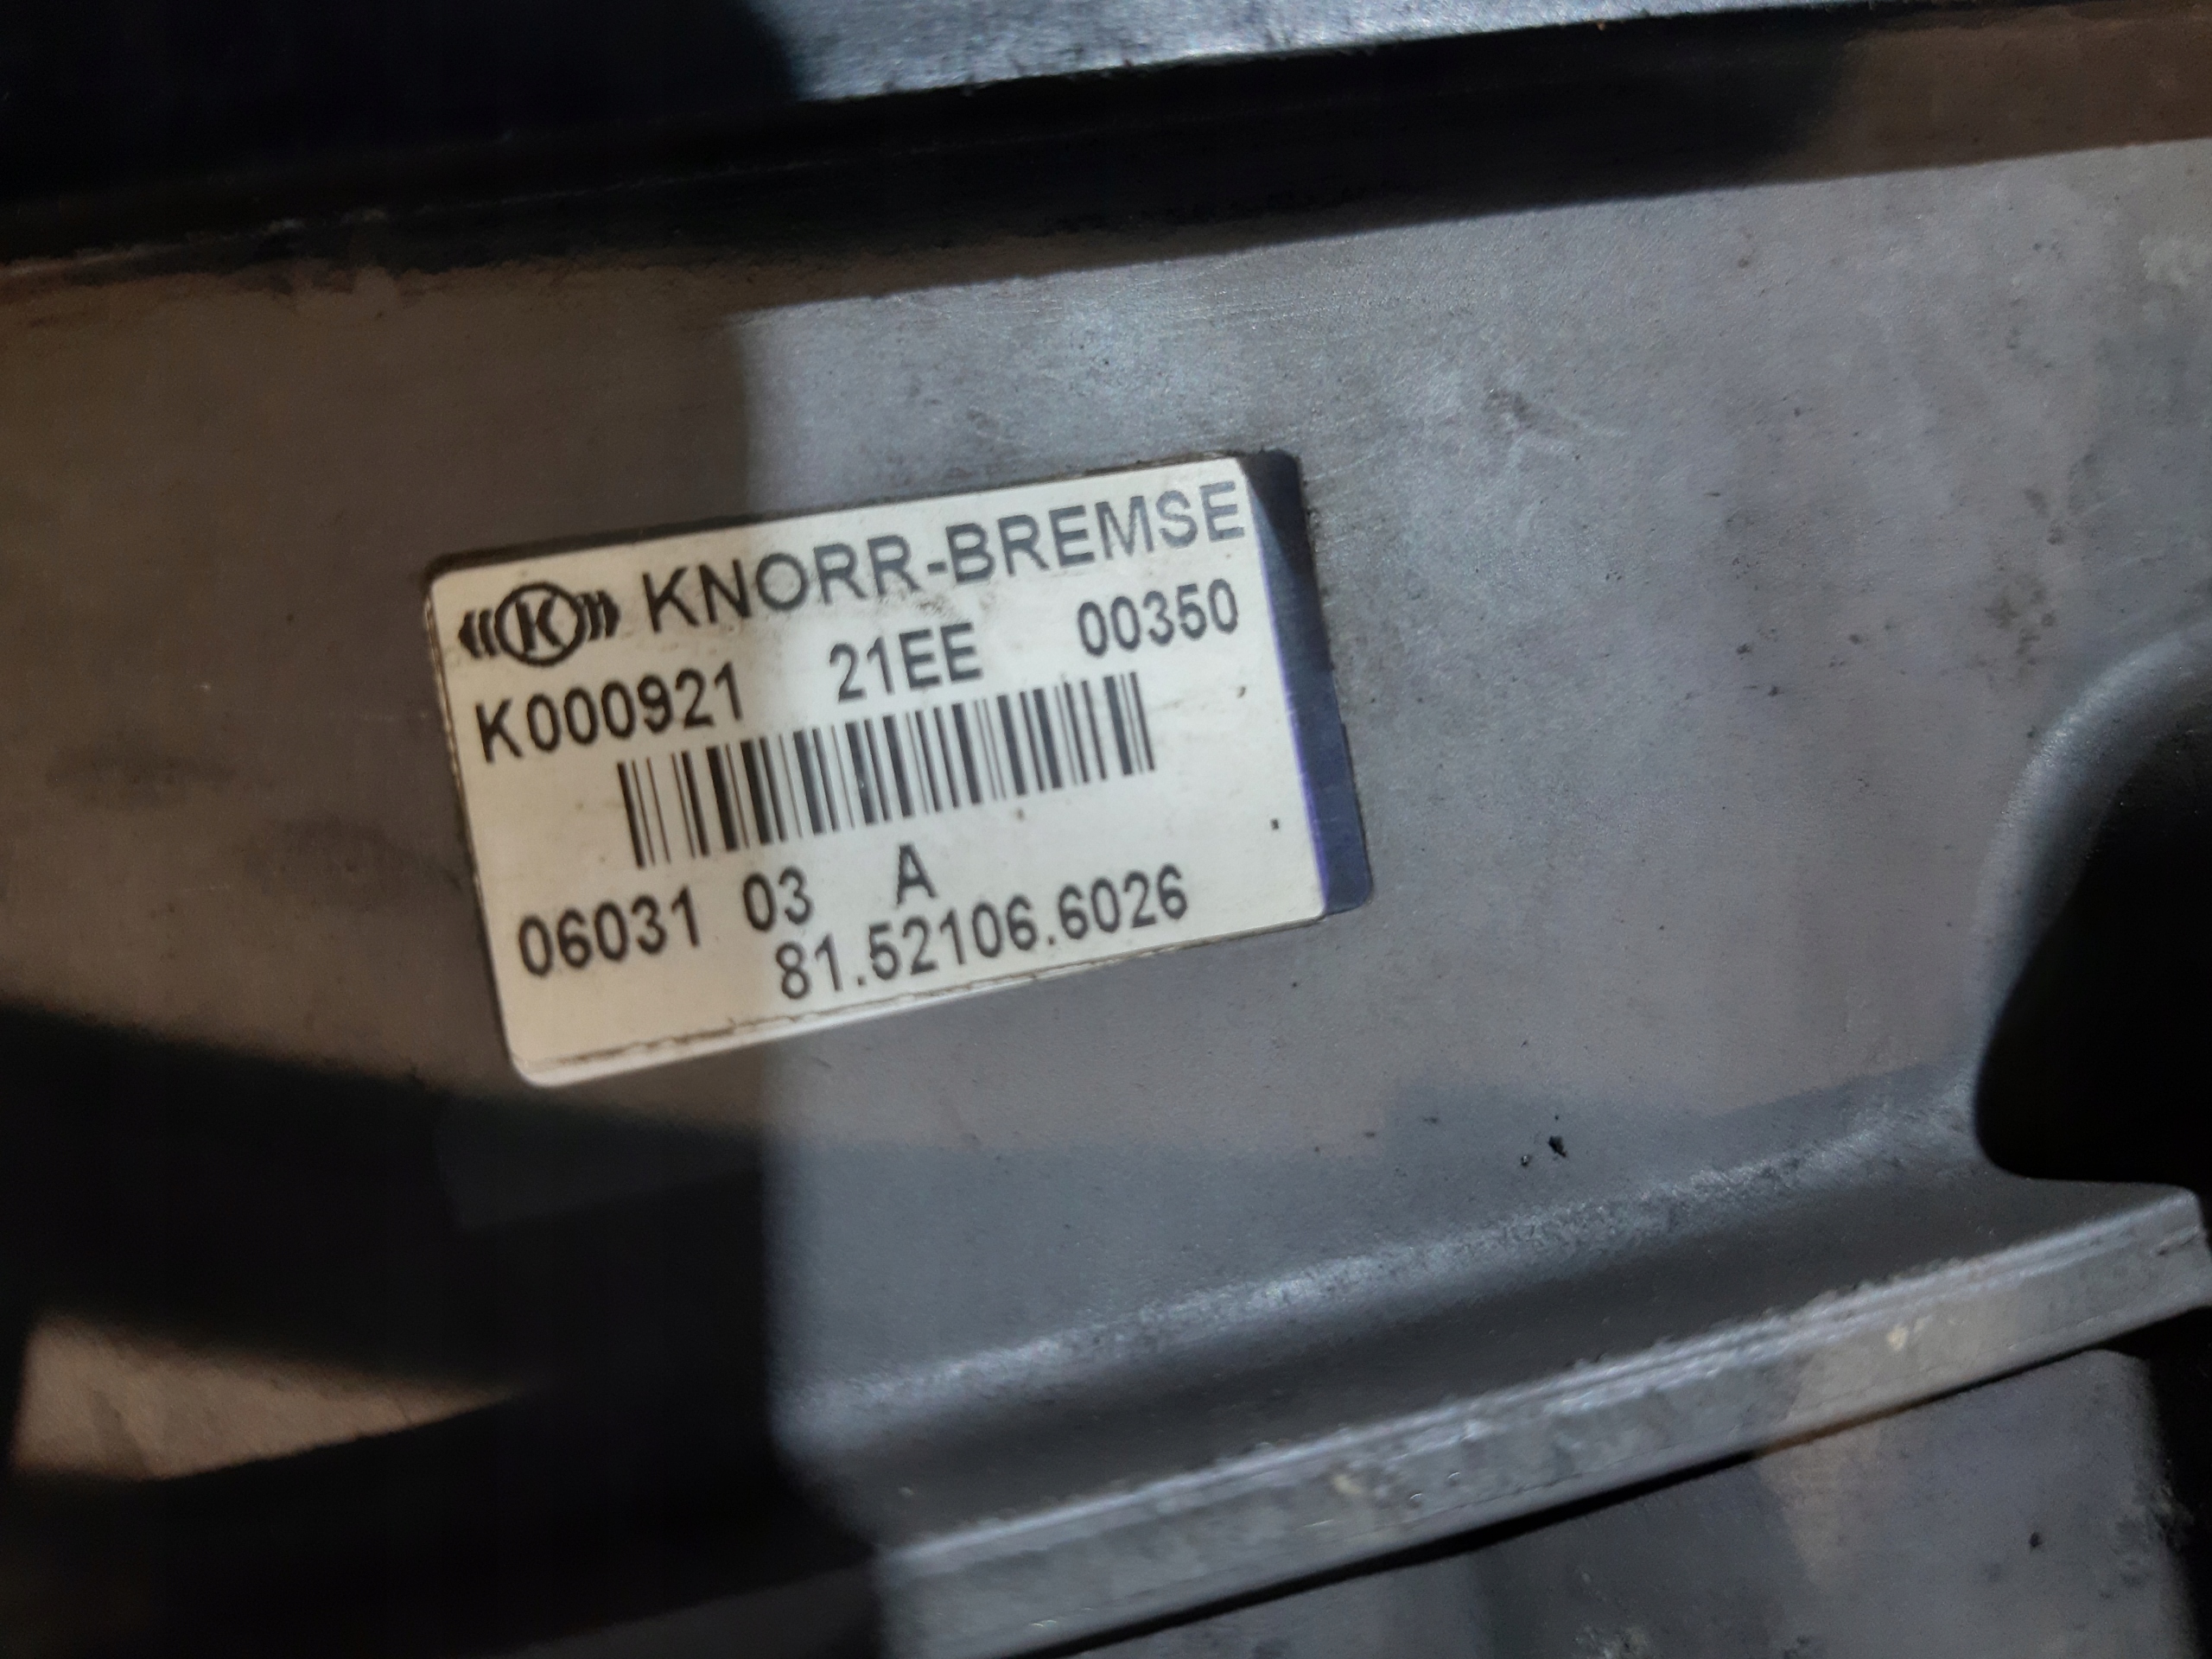 K KNORR-BREMSE
K000921 21EE 00350
06031 03 A
81.52106.6026